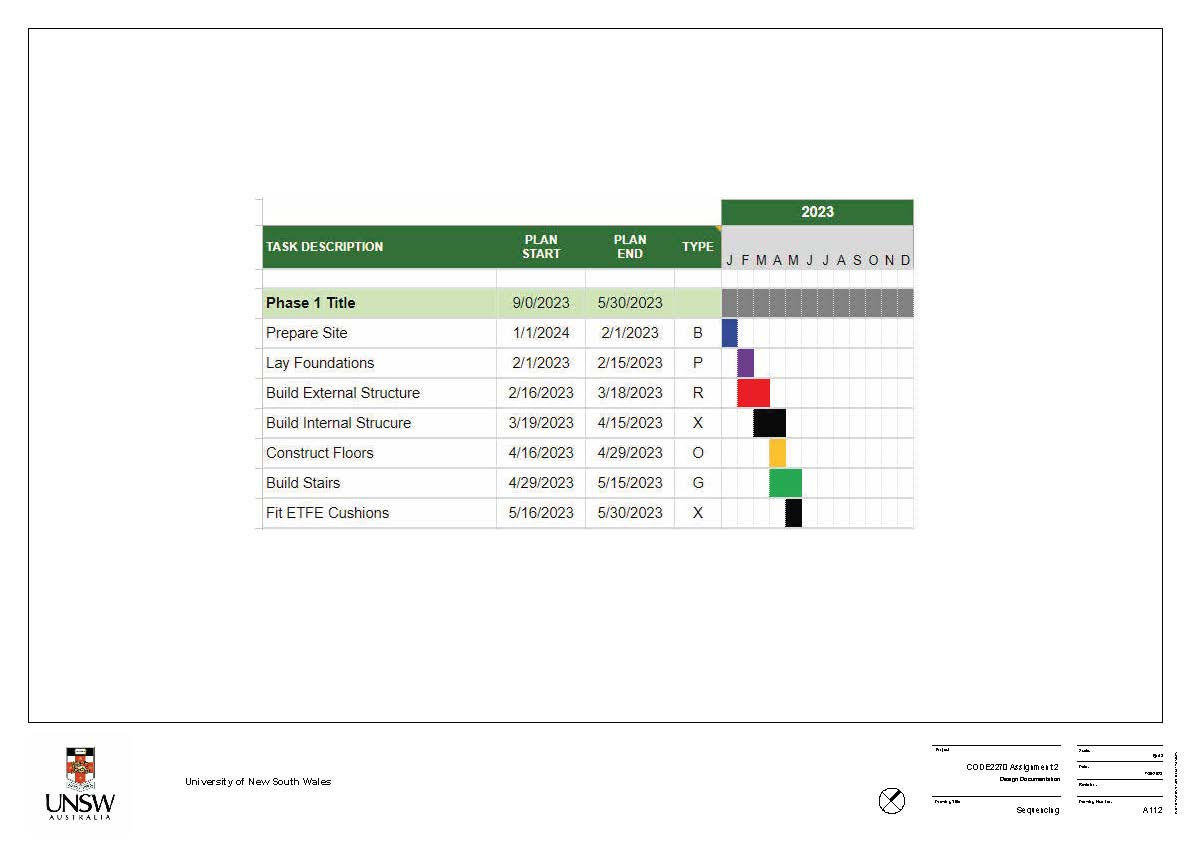 2023
TASK DESCRIPTION PLAN START PLAN END TYPE J F M A M J J A S O N D
Phase 1 Title 9/0/2023 5/30/2023
Prepare Site 1/1/2024 2/1/2023 B
Lay Foundations 2/1/2023 2/15/2023 P
Build External Structure 2/16/2023 3/18/2023 R
Build Internal Strucure 3/19/2023 4/15/2023 X
Construct Floors 4/16/2023 4/29/2023 O
Build Stairs 4/29/2023 5/15/2023 G
Fit ETFE Cushions 5/16/2023 5/30/2023 X
UNSW
AUSTRALIA
University of New South Wales
Project
CODE2270 Assignment 2
Design Documentation
Drawing Title
Sequencing
Scale
Date
Drawing Number
A112